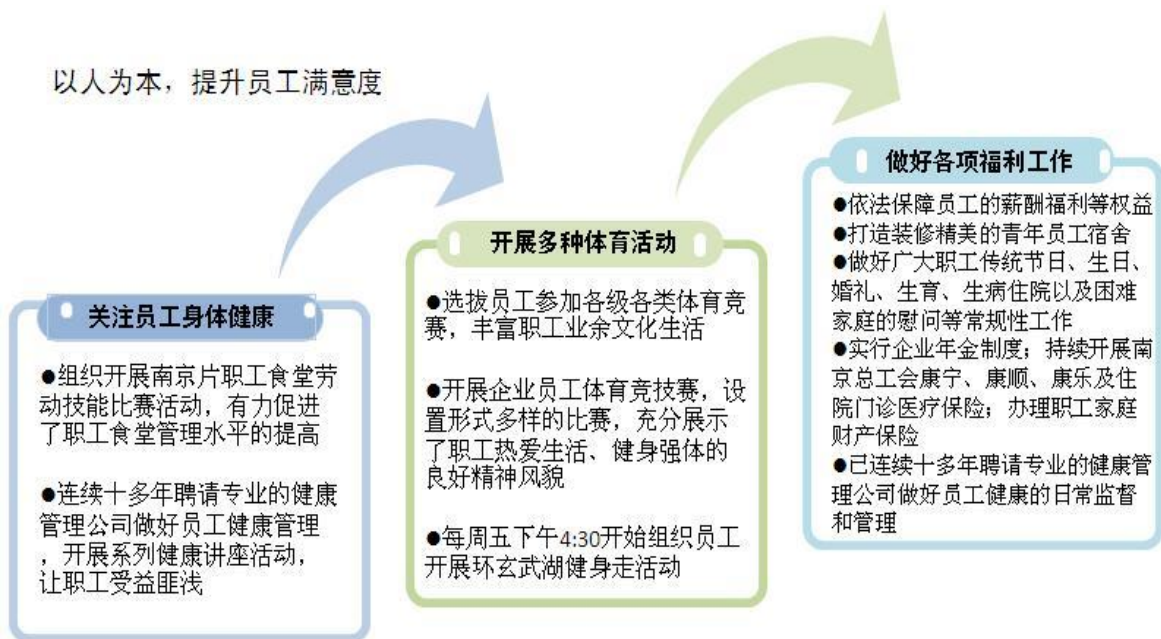 以人为本，提升员工满意度
关注员工身体健康
●组织开展南京片职工食堂劳
动技能比赛活动，有力促进
了职工食堂管理水平的提高
●连续十多年聘请专业的健康
管理公司做好员工健康管理
，开展系列健康讲座活动，
让职工受益匪浅
开展多种体育活动
●选拔员工参加各级各类体育竞
赛，丰富职工业余文化生活
●开展企业员工体育竞技赛，设
置形式多样的比赛，充分展示
了职工热爱生活、健身强体的
良好精神风貌
●每周五下午4:30开始组织员工
开展环玄武湖健身走活动
做好各项福利工作
●依法保障员工的薪酬福利等权益
●打造装修精美的青年员工宿舍
●做好广大职工传统节日、生日、
婚礼、生育、生病住院以及困难
家庭的慰问等常规性工作
●实行企业年金制度；持续开展南
京总工会康宁、康顺、康乐及住
院门诊医疗保险；办理职工家庭
财产保险
●已连续十多年聘请专业的健康管
理公司做好员工健康的日常监督
和管理